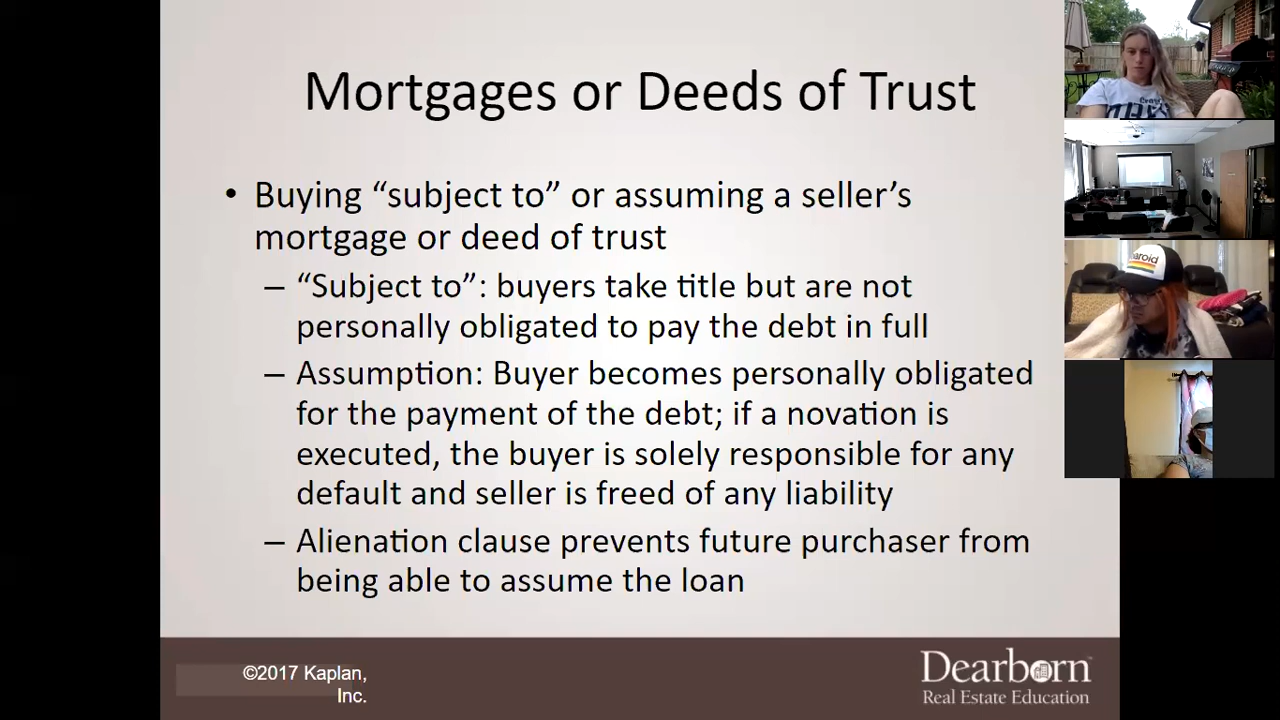 Mortgages or Deeds of Trust
• Buying “subject to” or assuming a seller’s
mortgage or deed of trust
– “Subject to”: buyers take title but are not
personally obligated to pay the debt in full
– Assumption: Buyer becomes personally obligated
for the payment of the debt; if a novation is
executed, the buyer is solely responsible for any
default and seller is freed of any liability
– Alienation clause prevents future purchaser from
being able to assume the loan
©2017 Kaplan,
Inc.
Dearborn™
Real Estate Education